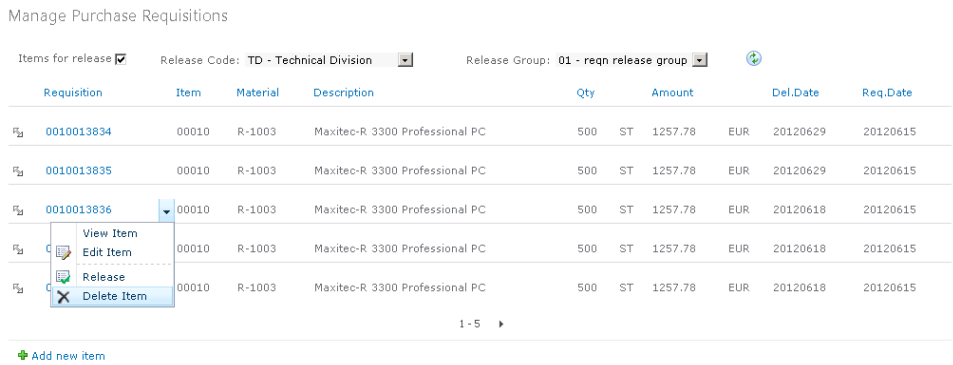 Manage Purchase Requisitions
Items for release Release Code: TD - Technical Division Release Group: 01 - reqn release group
Requisition Item Material Description Qty Amount Del.Date Req.Date
0010013834 00010 R-1003 Maxitec-R 3300 Professional PC 500 ST 1257.78 EUR 20120629 20120615
0010013835 00010 R-1003 Maxitec-R 3300 Professional PC 500 ST 1257.78 EUR 20120629 20120615
0010013836 00010 R-1003 Maxitec-R 3300 Professional PC 500 ST 1257.78 EUR 20120618 20120615
View Item
Edit Item 00010 R-1003 Maxitec-R 3300 Professional PC 500 ST 1257.78 EUR 20120618 20120615
Release
Delete Item 00010 R-1003 Maxitec-R 3300 Professional PC 500 ST 1257.78 EUR 20120618 20120615
1 - 5
Add new item